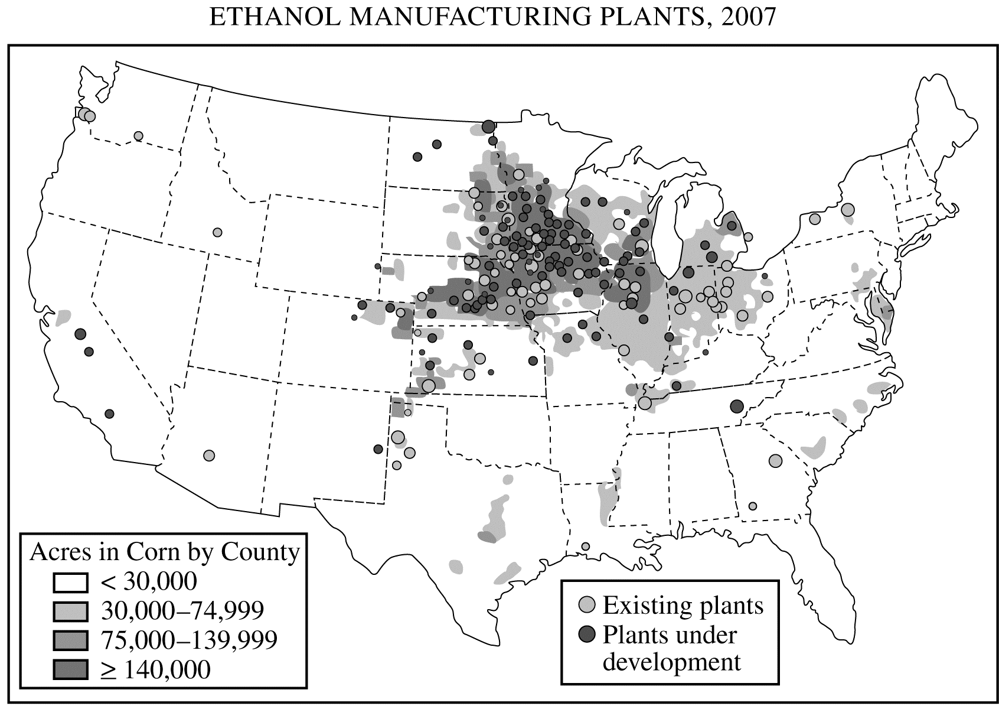 ETHANOL MANUFACTURING PLANTS, 2007
Acres in Corn by County
< 30,000
30,000–74,999
75,000–139,999
≥ 140,000
Existing plants
Plants under
development